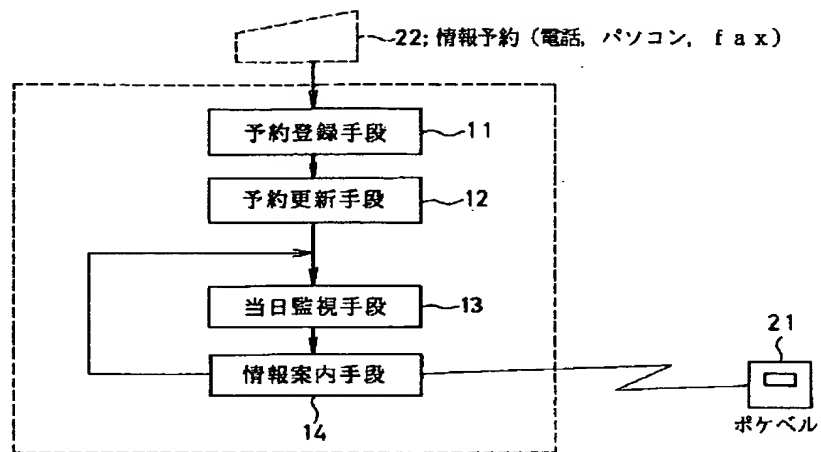 22;情報予約(電話,パソコン,fax)
予約登録手段 11
予約更新手段 12
当日監視手段 13
情報案内手段
14
21
ポケベル